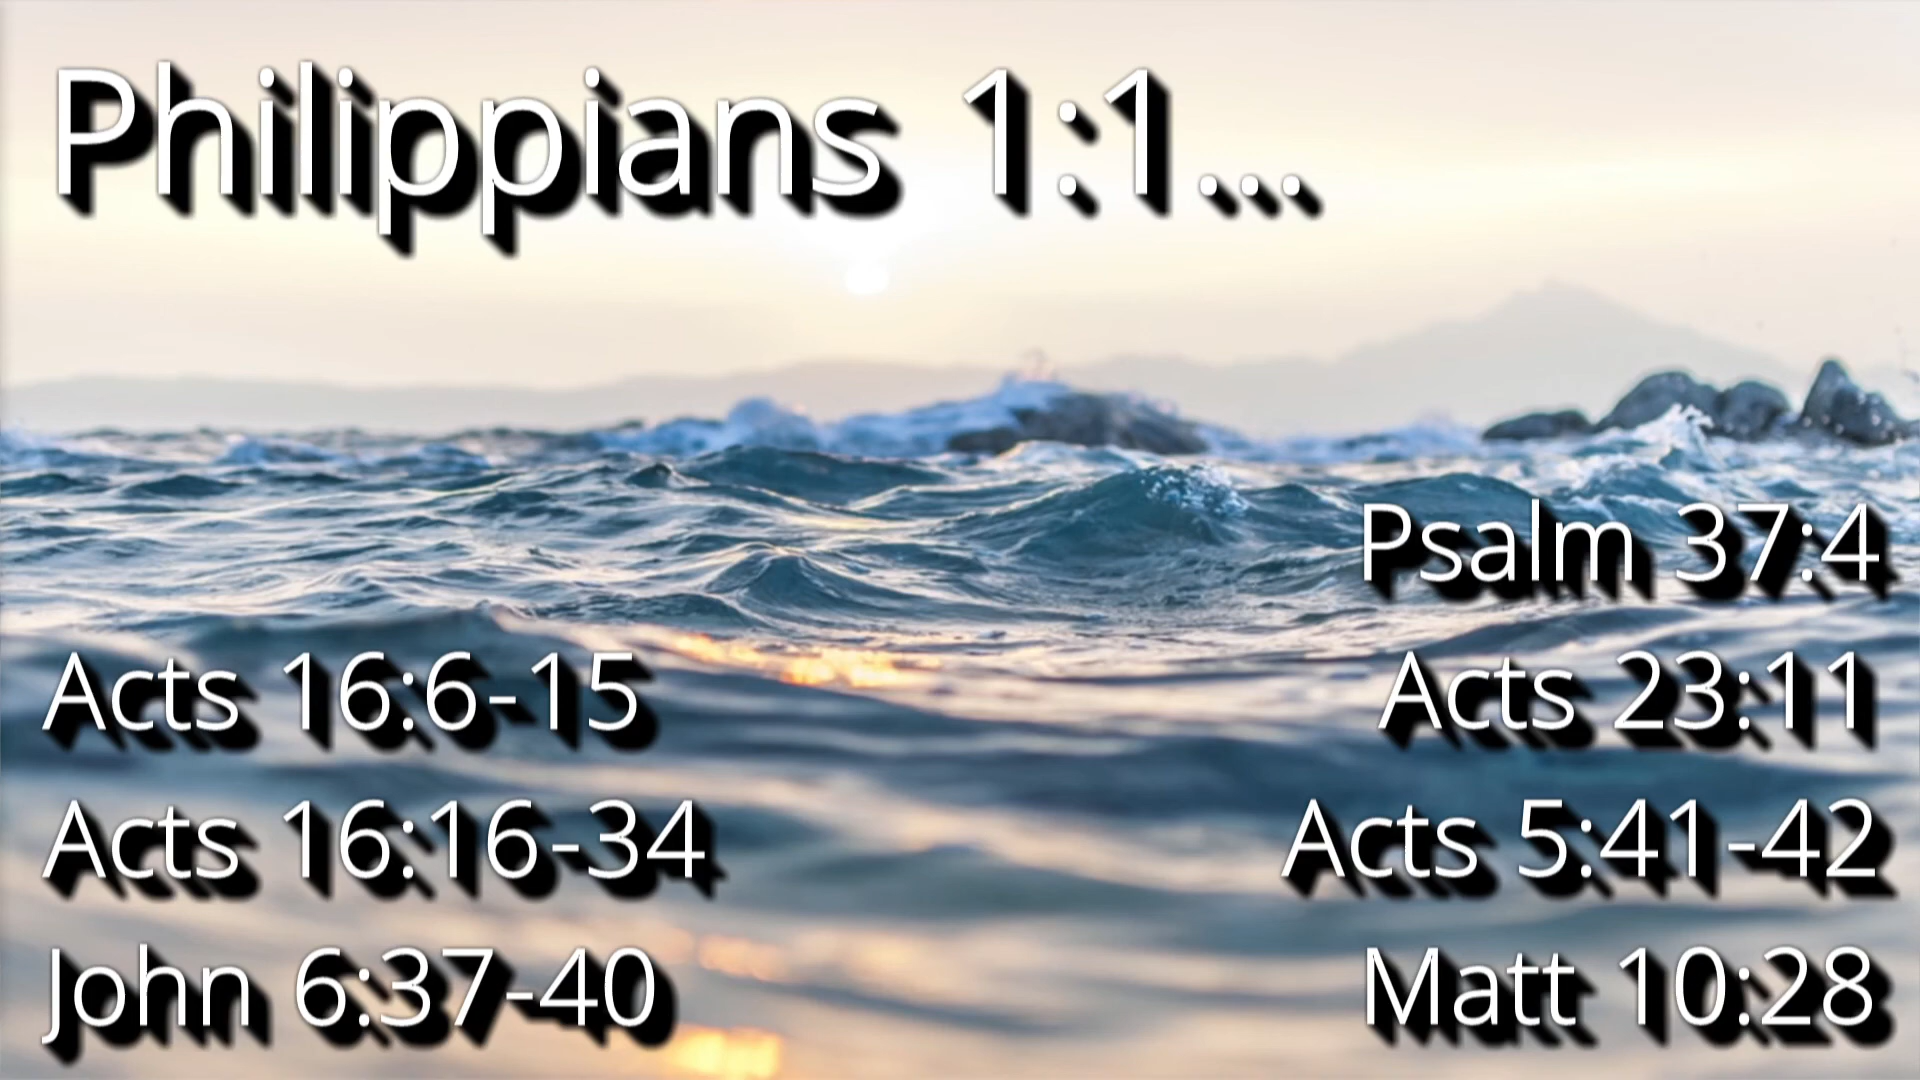 Philippians 1:1...
Acts 16:6-15
Acts 16:16-34
John 6:37-40
Psalm 37:4
Acts 23:11
Acts 5:41-42
Matt 10:28